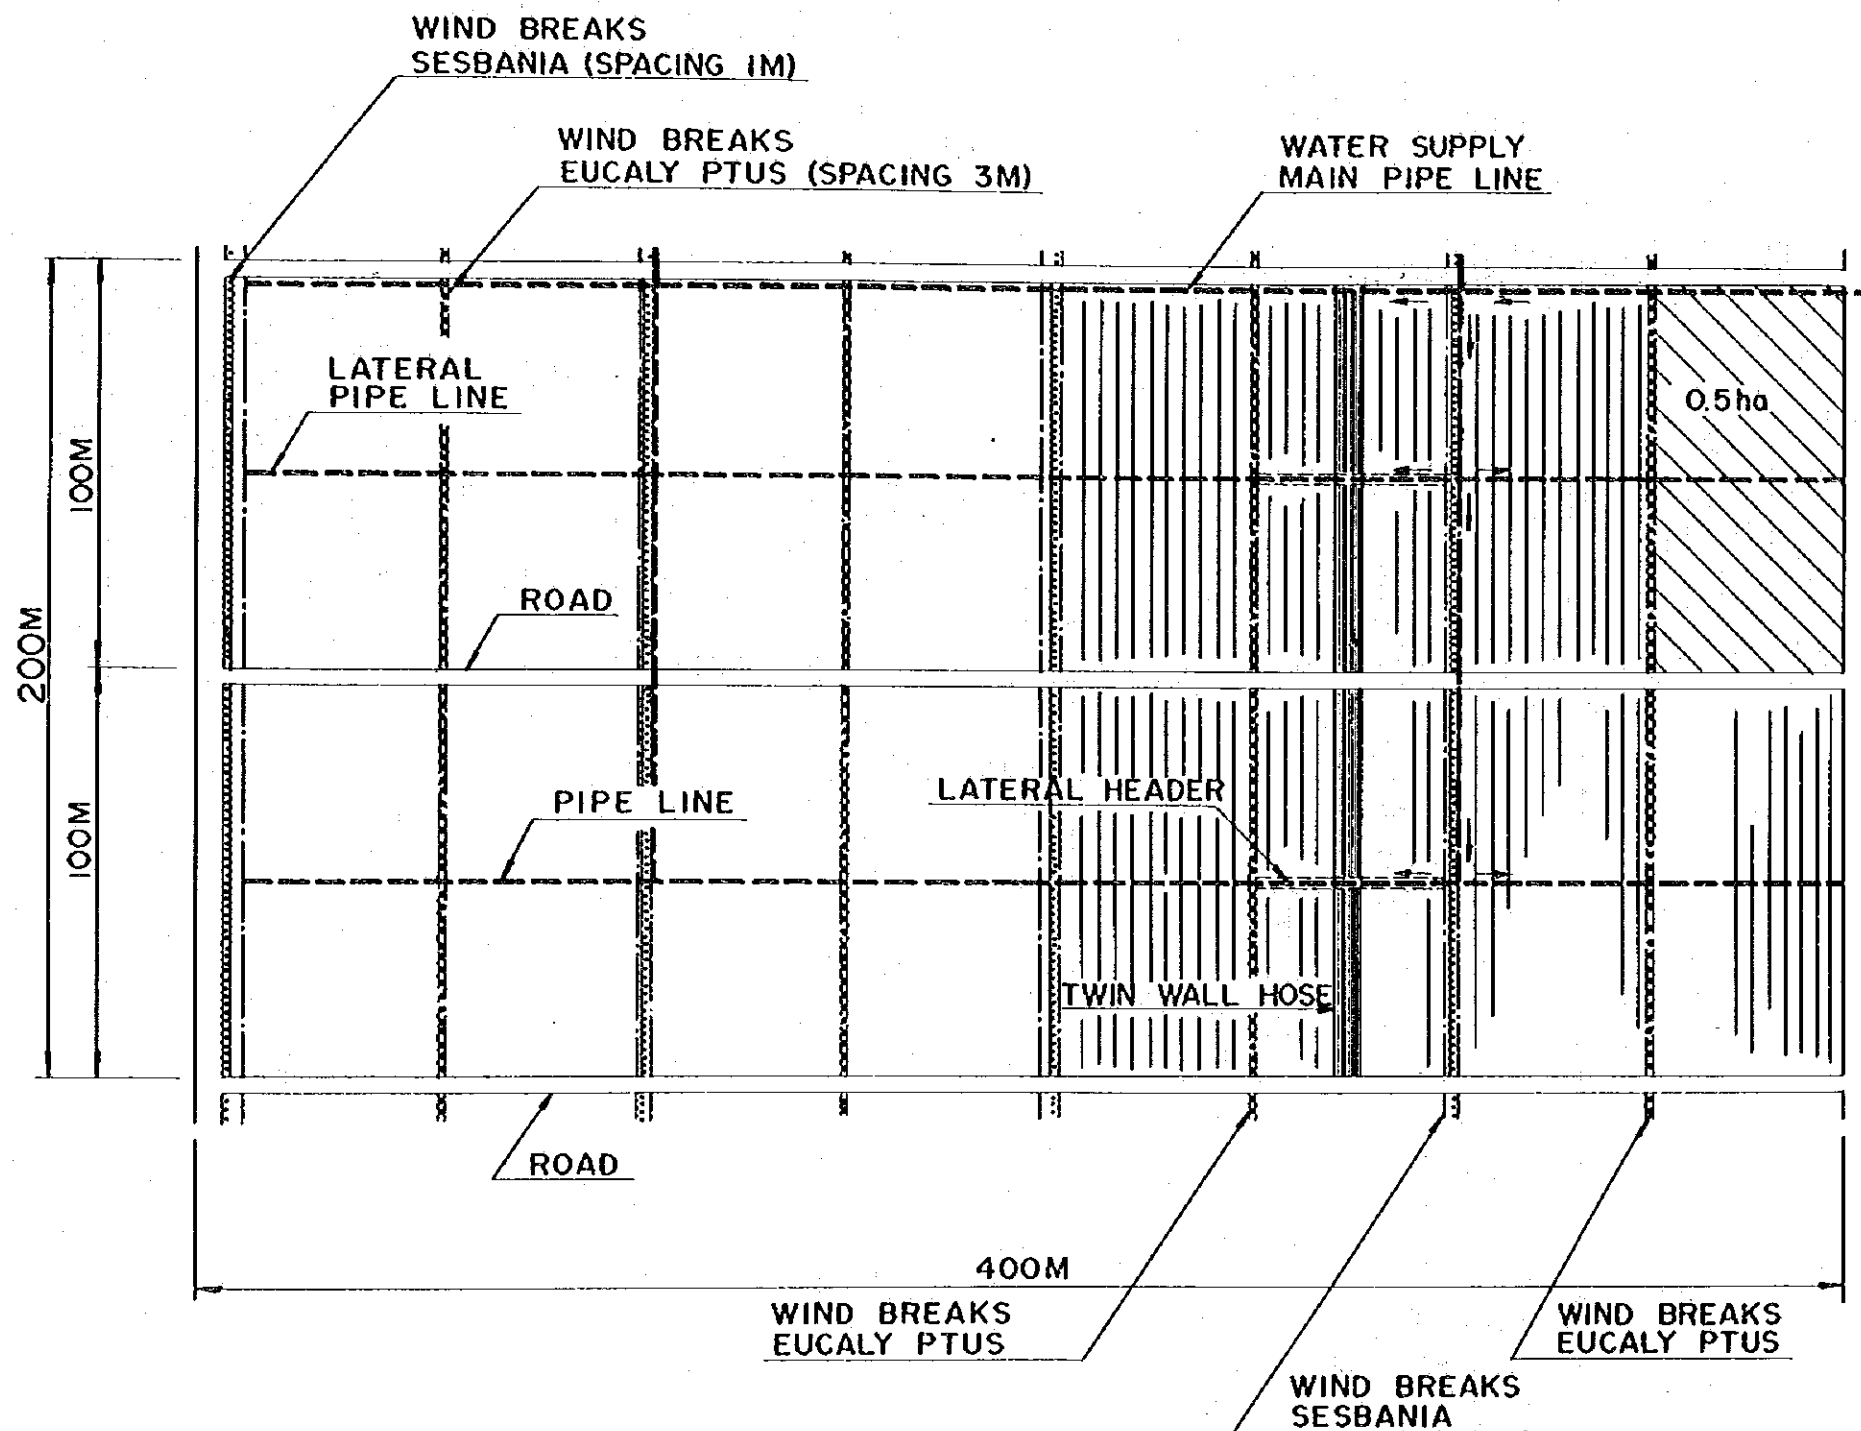 WIND BREAKS
SESBANIA (SPACING 1M)
WIND BREAKS
EUCALY PTUS (SPACING 3M)
WATER SUPPLY
MAIN PIPE LINE
LATERAL
PIPE LINE
0.5ha
100M
ROAD
200M
PIPE LINE
LATERAL HEADER
100M
TWIN WALL HOSE
ROAD
400M
WIND BREAKS
EUCALY PTUS
WIND BREAKS
EUCALY PTUS
WIND BREAKS
SESBANIA